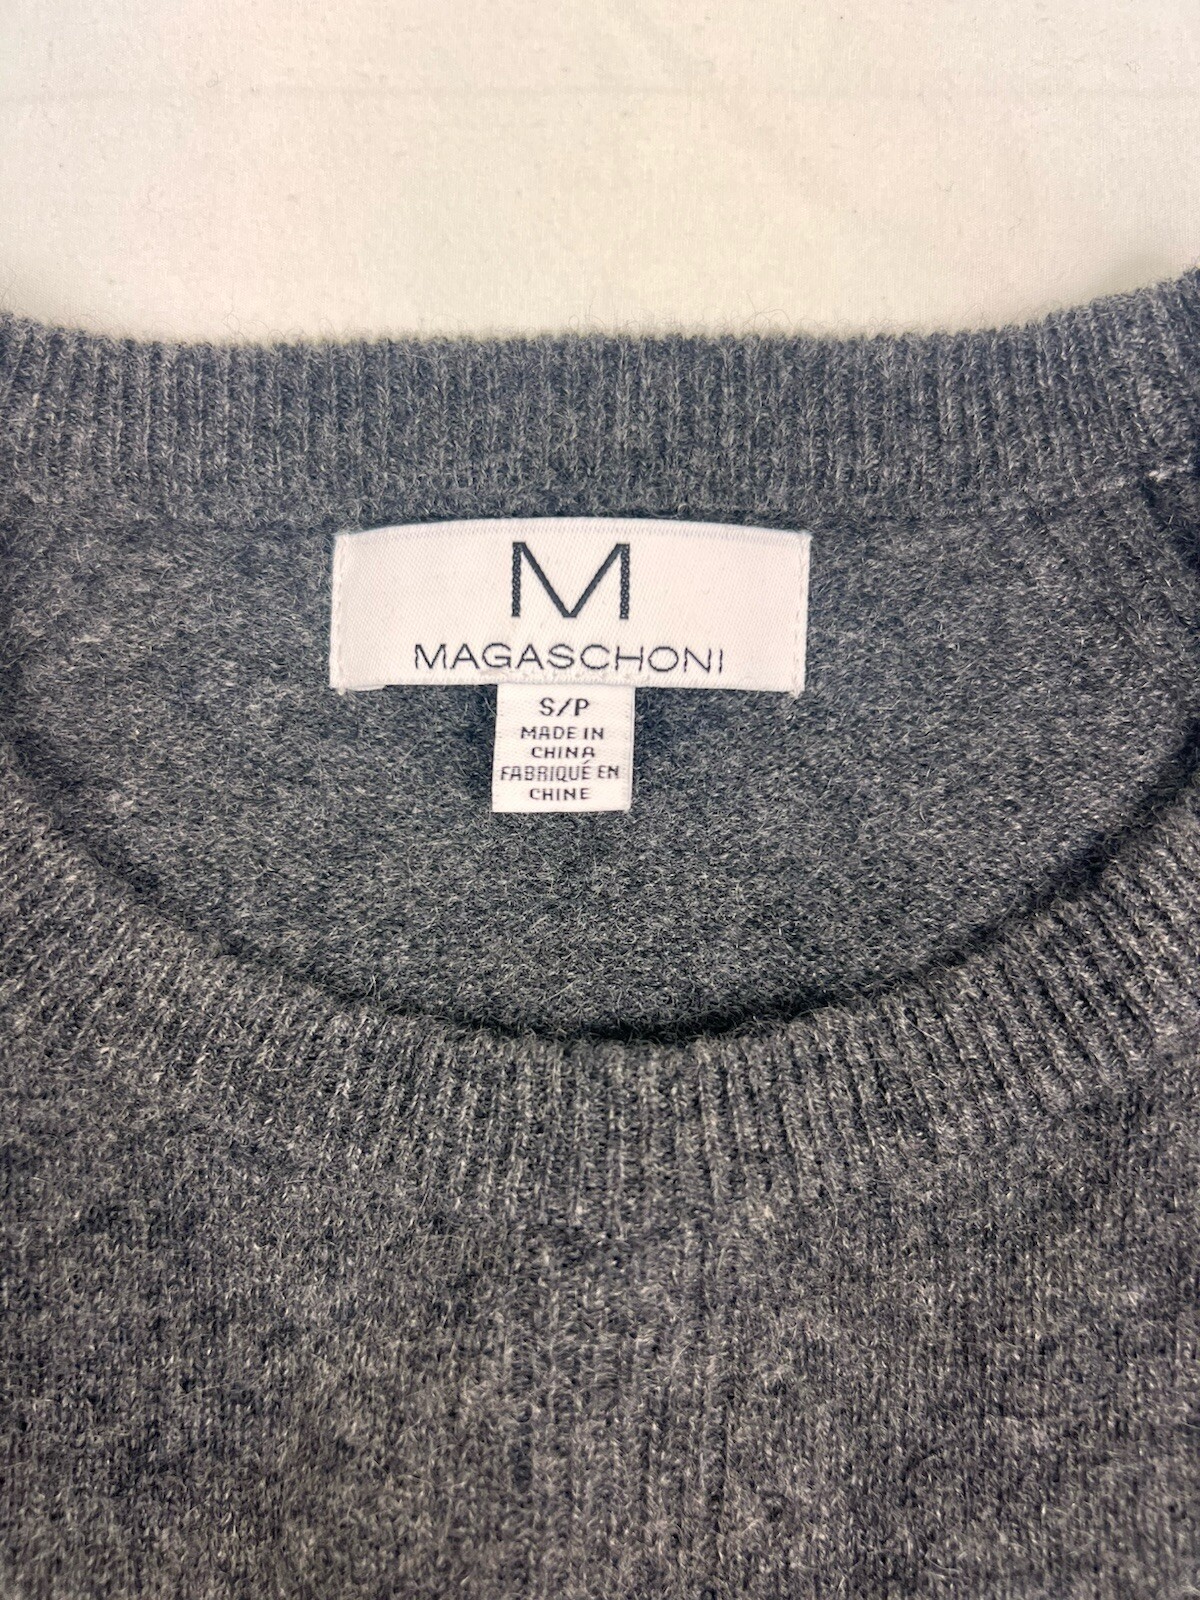 M
MAGASCHONI
S/P
MADE IN
CHINA
FABRIQUÉ EN
CHINE